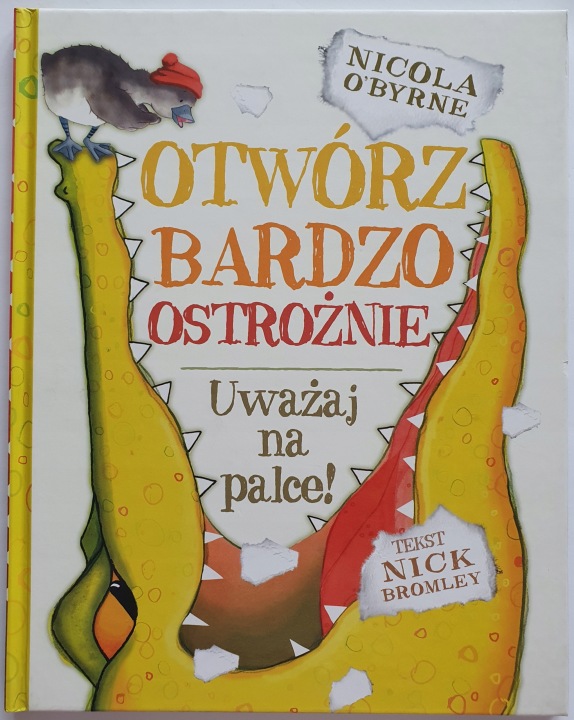 NICOLA
O'BYRNE
OTWÓRZ
BARDZO
OSTROŻNIE
Uważaj
na
palce!
TEKST
NICK
BROMLEY